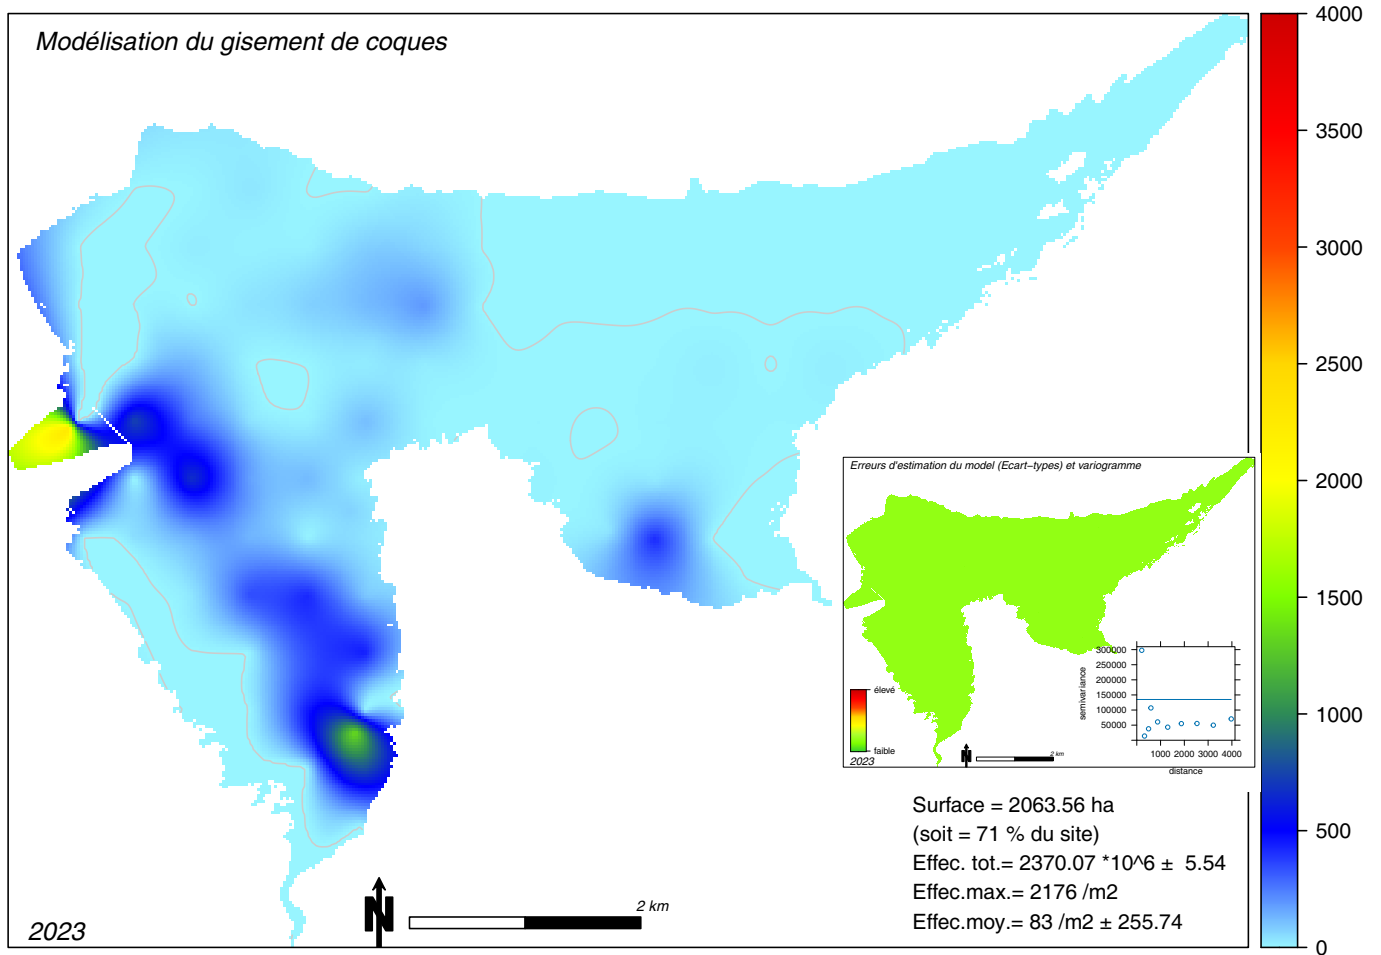 Modélisation du gisement de coques
4000
3500
3000
2500
2000
1500
1000
500
0
Erreurs d'estimation du model (Ecart–types) et variogramme
élevé
faible
2023
N
2 km
semivariance
300000
250000
200000
150000
100000
50000
1000 2000 3000 4000
distance
Surface = 2063.56 ha
(soit = 71 % du site)
Effec. tot.= 2370.07 *10^6 ± 5.54
Effec.max.= 2176 /m2
Effec.moy.= 83 /m2 ± 255.74
2023
N
2 km